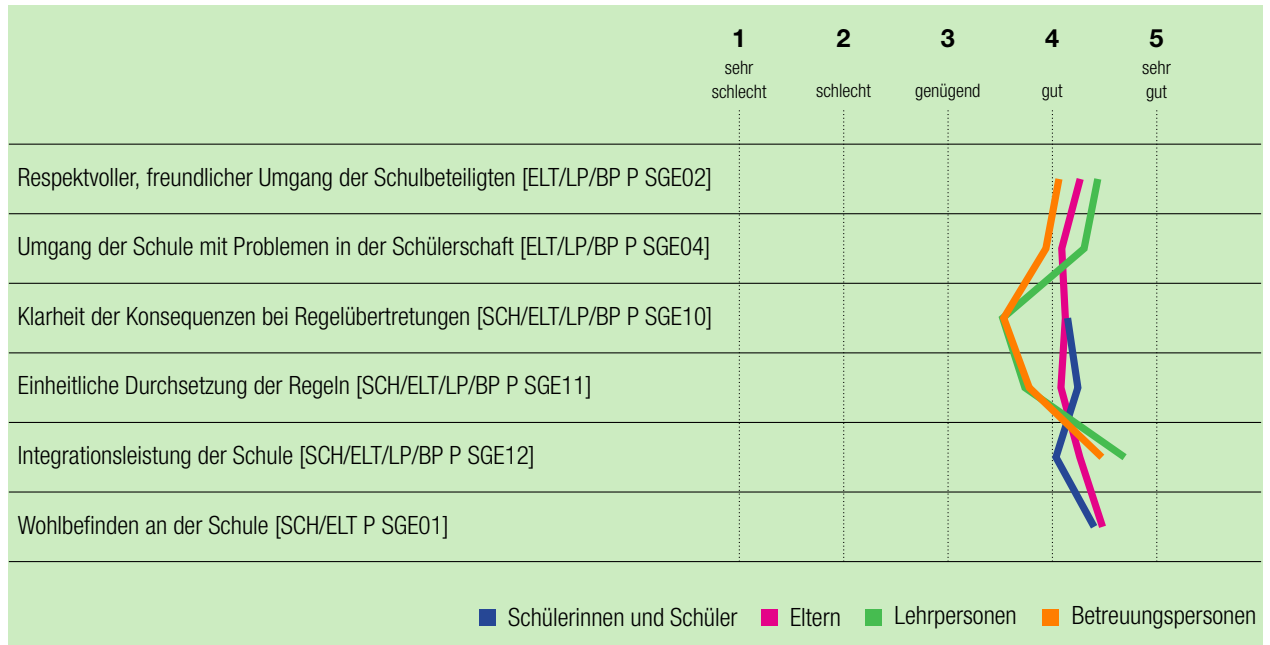 1 2 3 4 5
sehr schlecht schlecht genügend gut sehr gut
Respektvoller, freundlicher Umgang der Schulbeteiligten [ELT/LP/BP P SGE02]
Umgang der Schule mit Problemen in der Schülerschaft [ELT/LP/BP P SGE04]
Klarheit der Konsequenzen bei Regelübertretungen [SCH/ELT/LP/BP P SGE10]
Einheitliche Durchsetzung der Regeln [SCH/ELT/LP/BP P SGE11]
Integrationsleistung der Schule [SCH/ELT/LP/BP P SGE12]
Wohlbefinden an der Schule [SCH/ELT P SGE01]
Schülerinnen und Schüler Eltern Lehrpersonen Betreuungspersonen